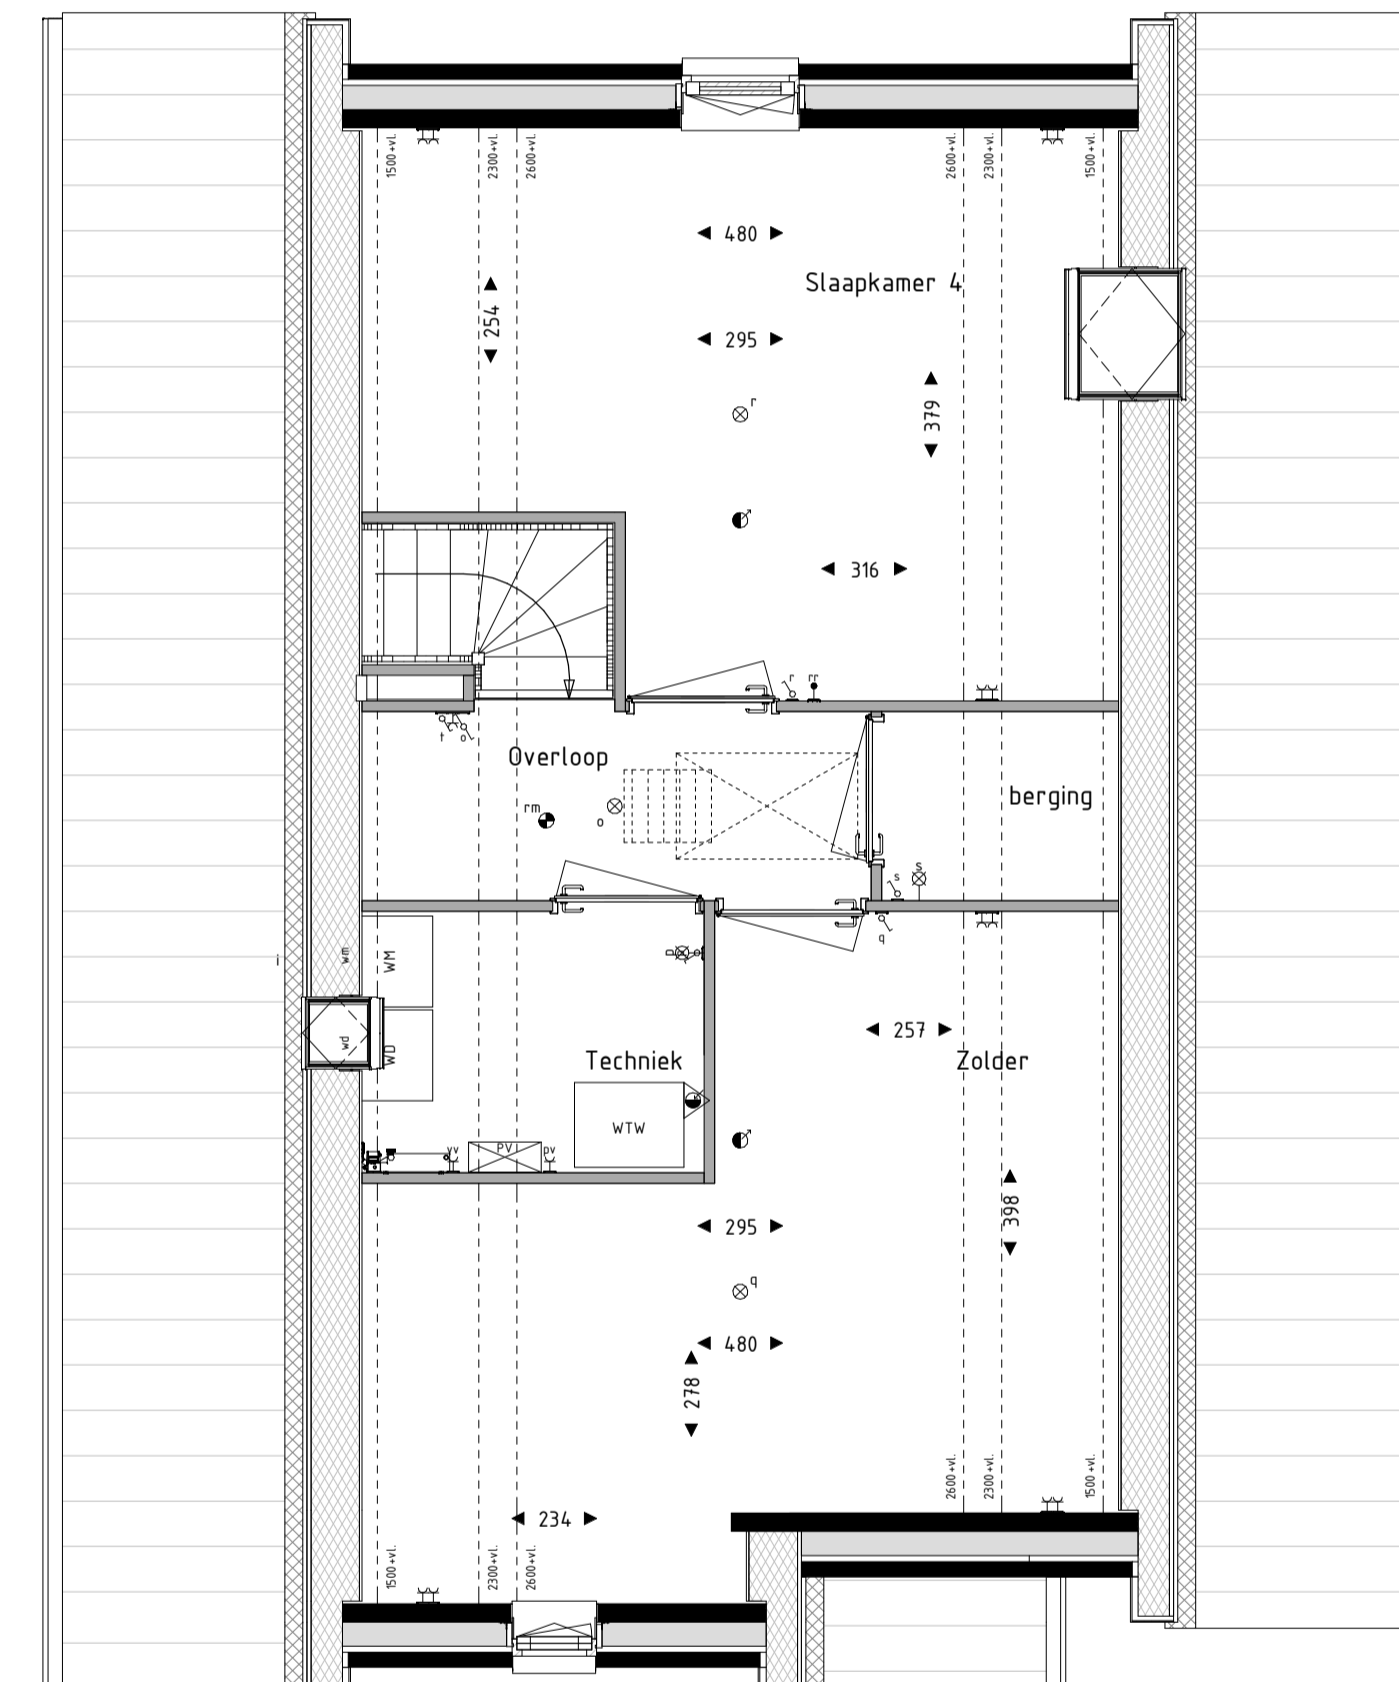 1500+vl.
2300+vl.
2600+vl.
2600+vl.
2300+vl.
1500+vl.
480
Slaapkamer 4
254
295
379
r
316
r
rr
t
o
Overloop
berging
rm
o
s
s
q
wm
WM
p
257
wd
WD
Techniek
Zolder
WTW
vv
PV
pv
398
295
q
480
278
2600+vl.
2300+vl.
1500+vl.
234
1500+vl.
2300+vl.
2600+vl.